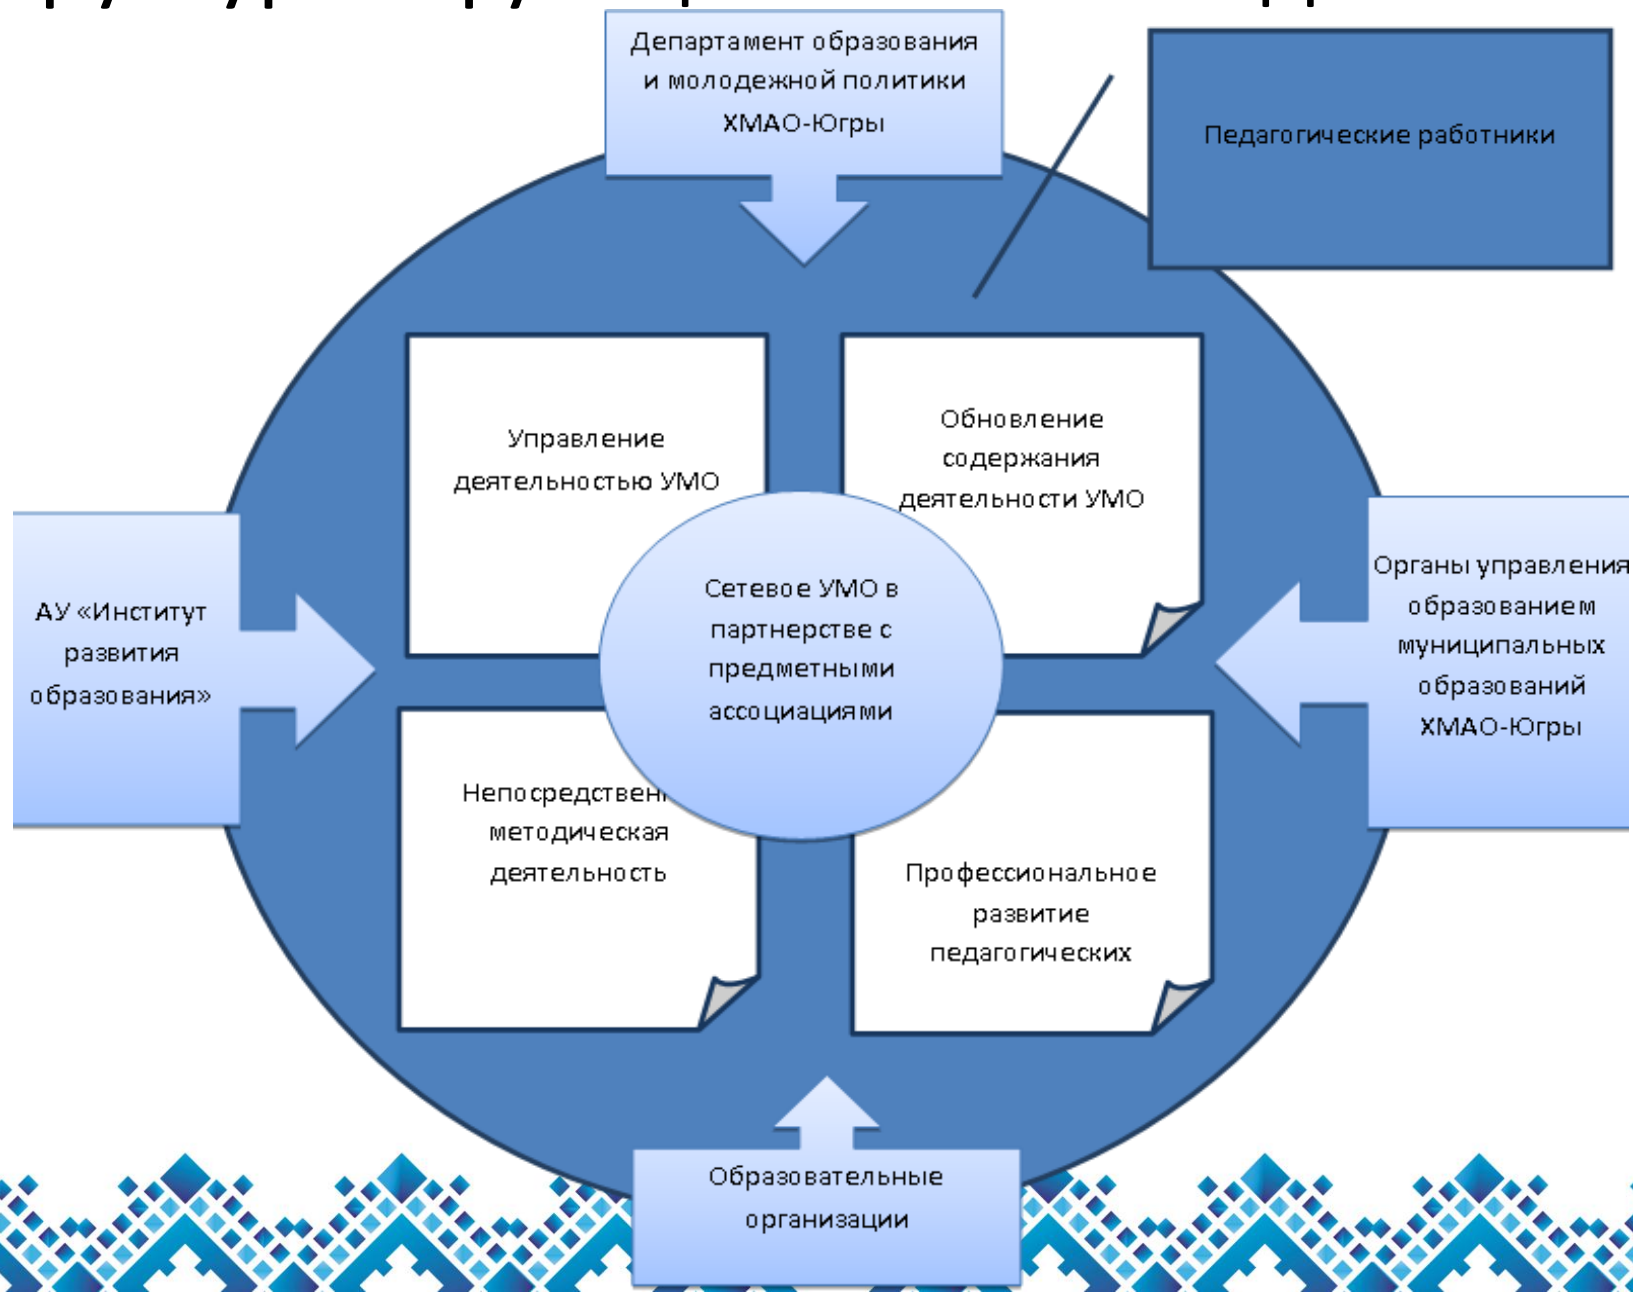 Департамент образования
и молодежной политики
ХМАО-Югры
Педагогические работники
Управление
деятельностью УМО
Обновление
содержания
деятельности УМО
АУ «Институт
развития
образования»
Сетевое УМО в
партнерстве с
предметными
ассоциациями
Органы управления
образованием
муниципальных
образований
ХМАО-Югры
методическая
деятельность
Профессиональное
развитие
педагогических
Образовательные
организации